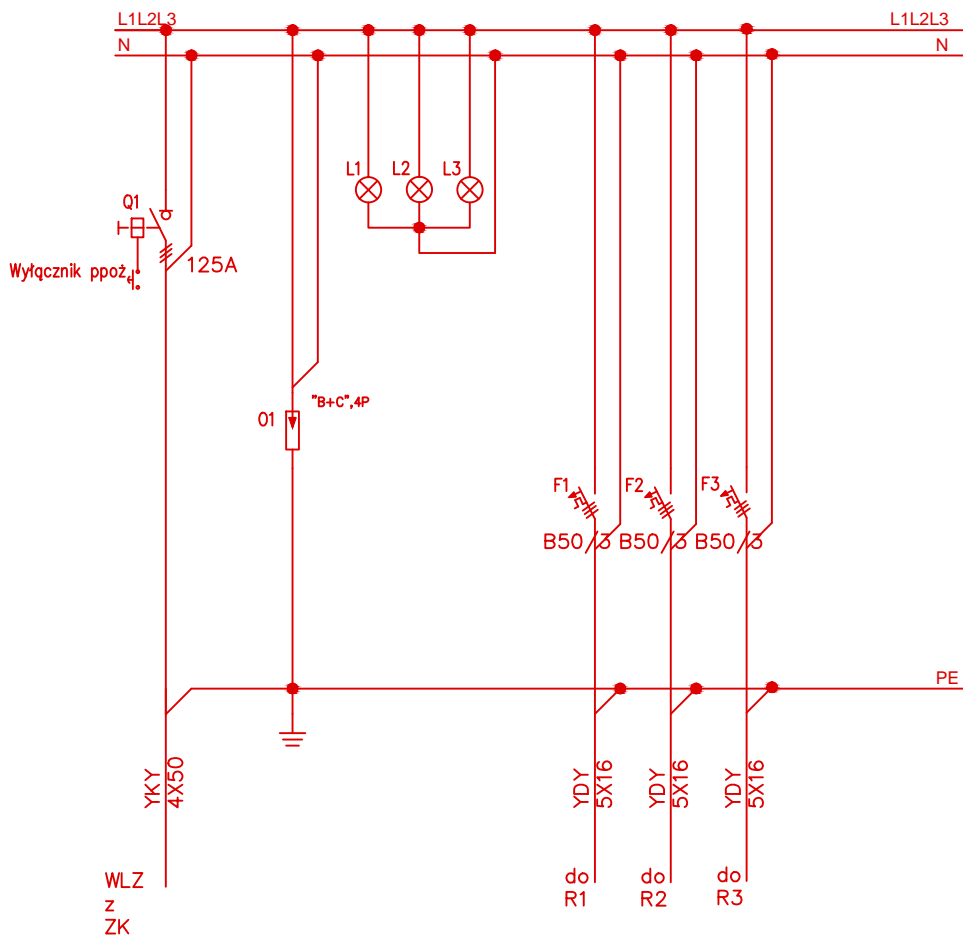 L1L2L3
L1L2L3
N
N
L1
L2
L3
Q1
125A
Wyłącznik ppoż.
"B+C",4P
O1
F1
F2
F3
B50/3
B50/3
B50/3
PE
YKY
4X50
YDY
5X16
YDY
5X16
YDY
5X16
WLZ
z
ZK
do
R1
do
R2
do
R3